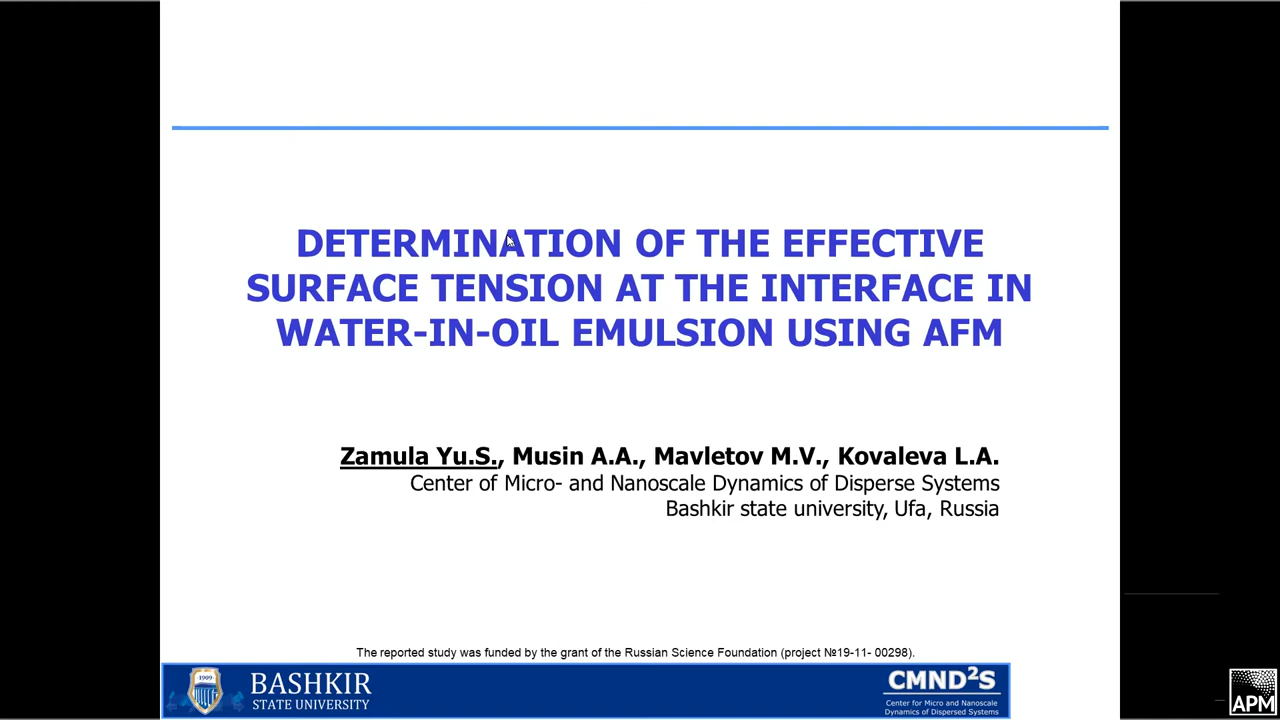 DETERMINATION OF THE EFFECTIVE
SURFACE TENSION AT THE INTERFACE IN
WATER-IN-OIL EMULSION USING AFM
Zamula Yu.S., Musin A.A., Mavletov M.V., Kovaleva L.A.
Center of Micro- and Nanoscale Dynamics of Disperse Systems
Bashkir state university, Ufa, Russia
The reported study was funded by the grant of the Russian Science Foundation (project №19-11- 00298).
·1909·
BASHKIR
STATE UNIVERSITY
CMND²S
Center for Micro and Nanoscale
Dynamics of Dispersed Systems
APM